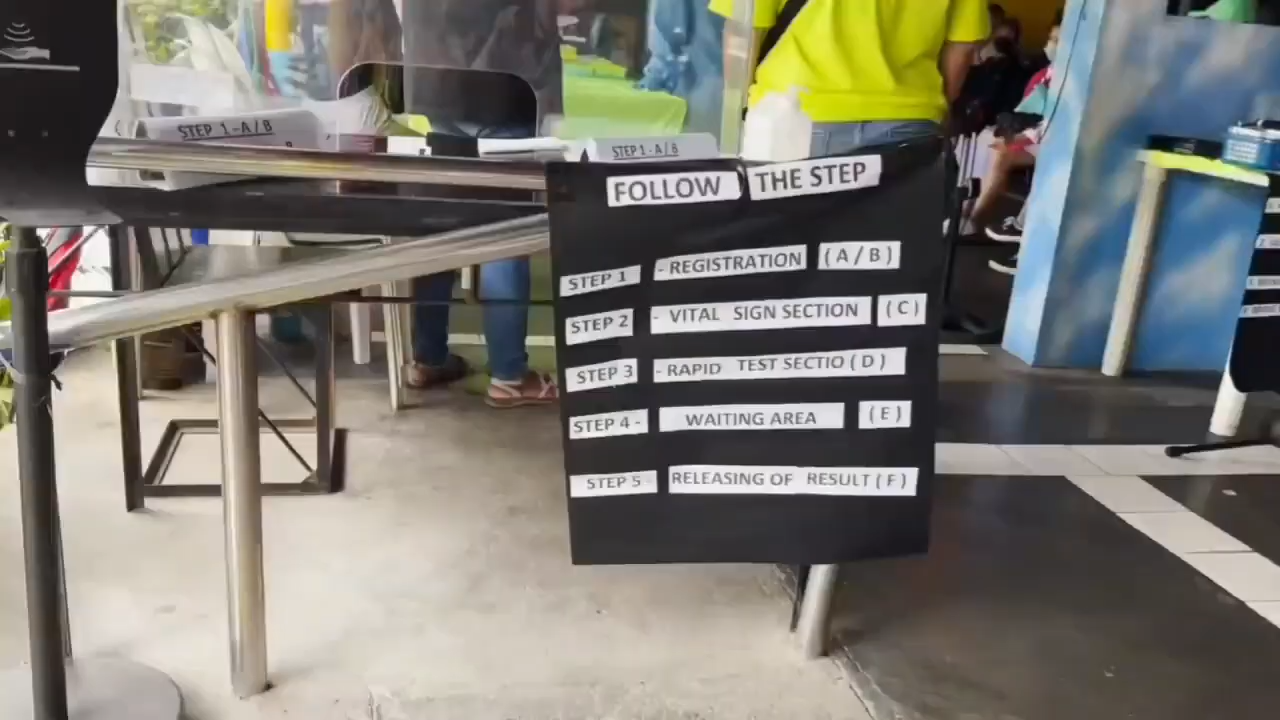 STEP 1-A/B
STEP 1-A/B
FOLLOW THE STEP
STEP 1 - REGISTRATION (A/B)
STEP 2 - VITAL SIGN SECTION (C)
STEP 3 - RAPID TEST SECTIO (D)
STEP 4 - WAITING AREA (E)
STEP 5 RELEASING OF RESULT (F)